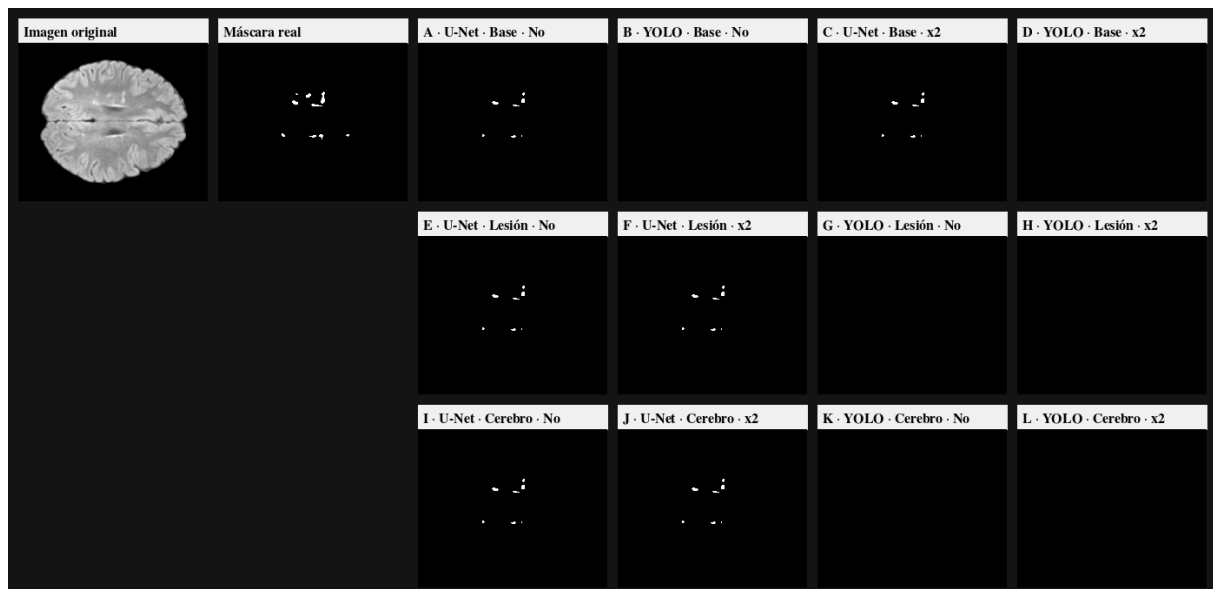 Imagen original
Máscara real
A · U-Net · Base · No
B · YOLO · Base · No
C · U-Net · Base · x2
D · YOLO · Base · x2
E · U-Net · Lesión · No
F · U-Net · Lesión · x2
G · YOLO · Lesión · No
H · YOLO · Lesión · x2
I · U-Net · Cerebro · No
J · U-Net · Cerebro · x2
K · YOLO · Cerebro · No
L · YOLO · Cerebro · x2